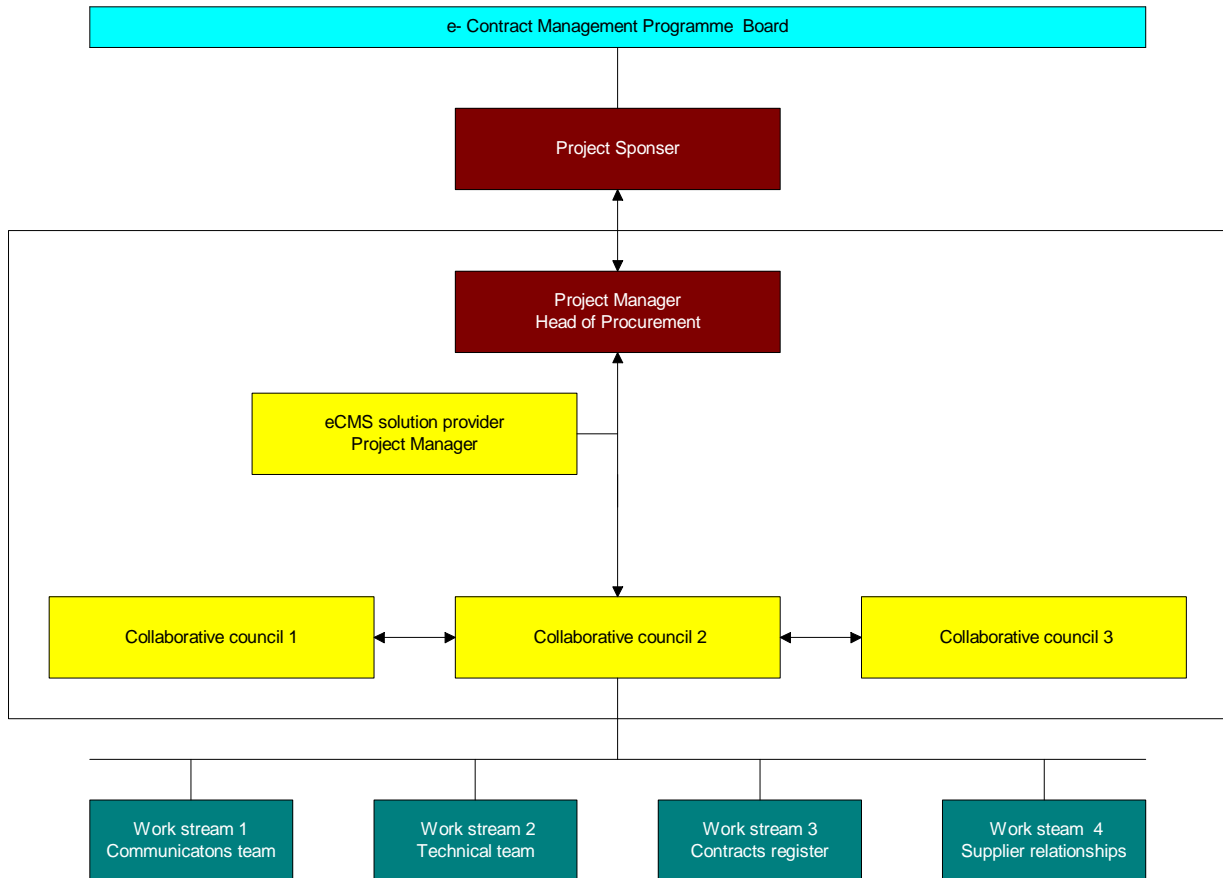 e- Contract Management Programme Board
Project Sponser
Project Manager
Head of Procurement
eCMS solution provider
Project Manager
Collaborative council 1
Collaborative council 2
Collaborative council 3
Work stream 1
Communicatons team
Work stream 2
Technical team
Work stream 3
Contracts register
Work steam 4
Supplier relationships